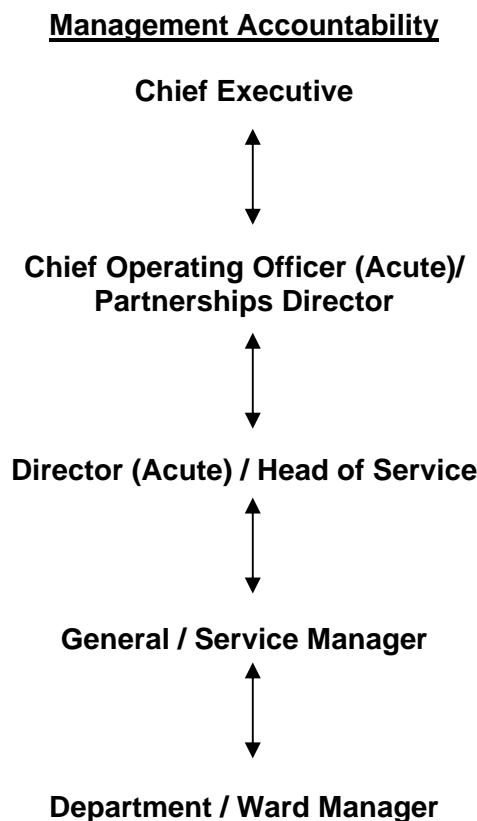 Management Accountability
Chief Executive
Chief Operating Officer (Acute)/
Partnerships Director
Director (Acute) / Head of Service
General / Service Manager
Department / Ward Manager